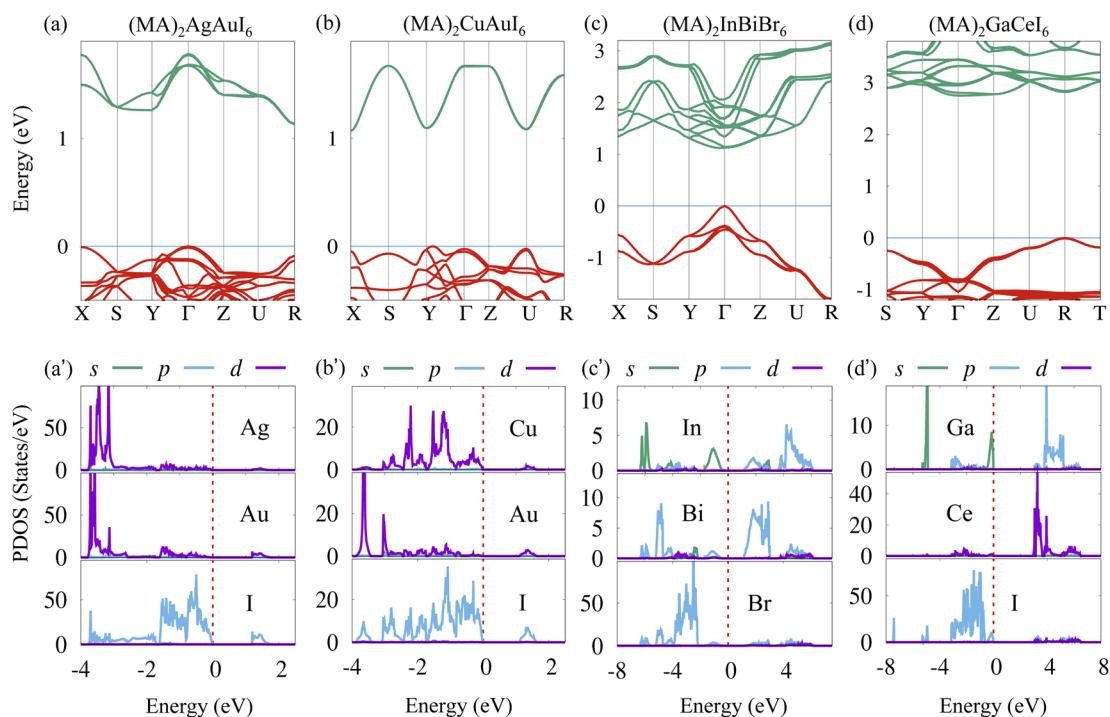 (a) (MA)₂AgAuI₆ (b) (MA)₂CuAuI₆ (c) (MA)₂InBiBr₆ (d) (MA)₂GaCeI₆
Energy (eV)
1
0
X S Y Γ Z U R
1
0
X S Y Γ Z U R
3
2
1
0
-1
X S Y Γ Z U R
3
2
1
0
-1
S Y Γ Z U R T
(a') s p d (b') s p d (c') s p d (d') s p d
PDOS (States/eV)
50
0
Ag
50
0
Au
50
0
I
-4 -2 0 2
Energy (eV)
20
0
Cu
20
0
Au
20
0
I
-4 -2 0 2
Energy (eV)
10
5
0
In
10
5
0
Bi
50
0
Br
-8 -4 0 4
Energy (eV)
10
0
Ga
40
20
0
Ce
50
0
I
-8 -4 0 4 8
Energy (eV)